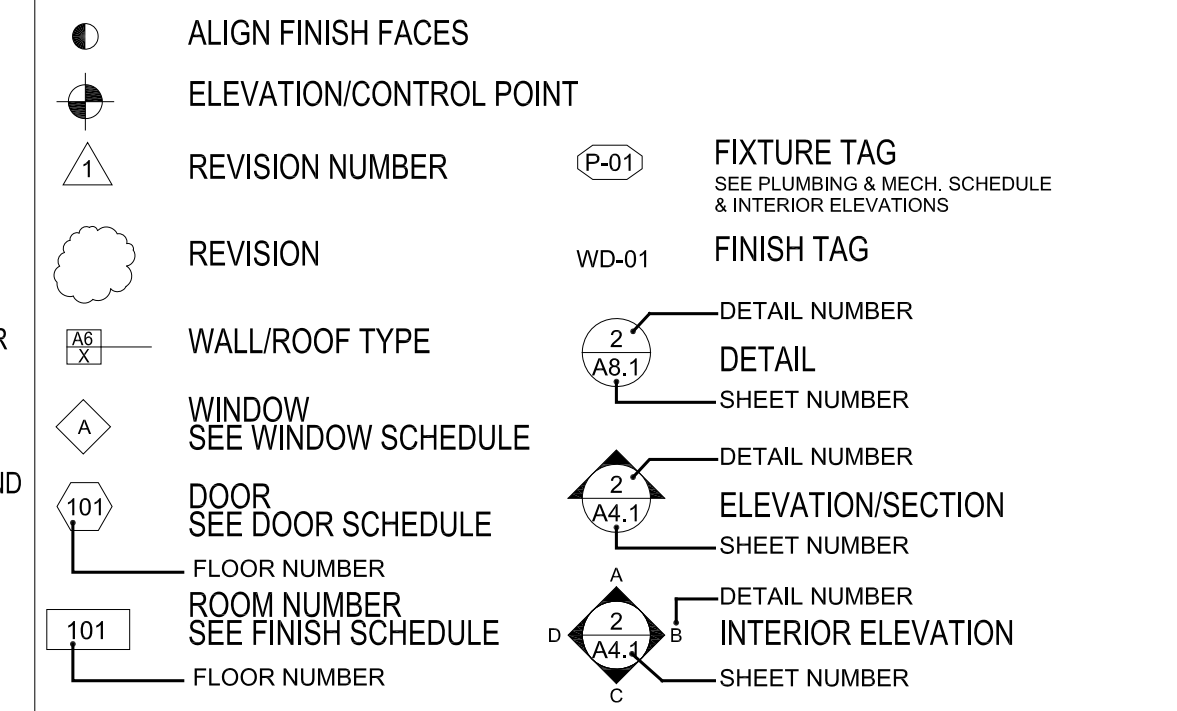 ALIGN FINISH FACES
ELEVATION/CONTROL POINT
1
REVISION NUMBER
REVISION
R
A6
X
WALL/ROOF TYPE
A
WINDOW
SEE WINDOW SCHEDULE
ND
101
DOOR
SEE DOOR SCHEDULE
FLOOR NUMBER
101
ROOM NUMBER
SEE FINISH SCHEDULE
FLOOR NUMBER
P-01
FIXTURE TAG
SEE PLUMBING & MECH. SCHEDULE
& INTERIOR ELEVATIONS
WD-01
FINISH TAG
DETAIL NUMBER
2
A8.1
DETAIL
SHEET NUMBER
DETAIL NUMBER
2
A4.1
ELEVATION/SECTION
SHEET NUMBER
A
DETAIL NUMBER
2
D
B
A4.1
INTERIOR ELEVATION
SHEET NUMBER
C